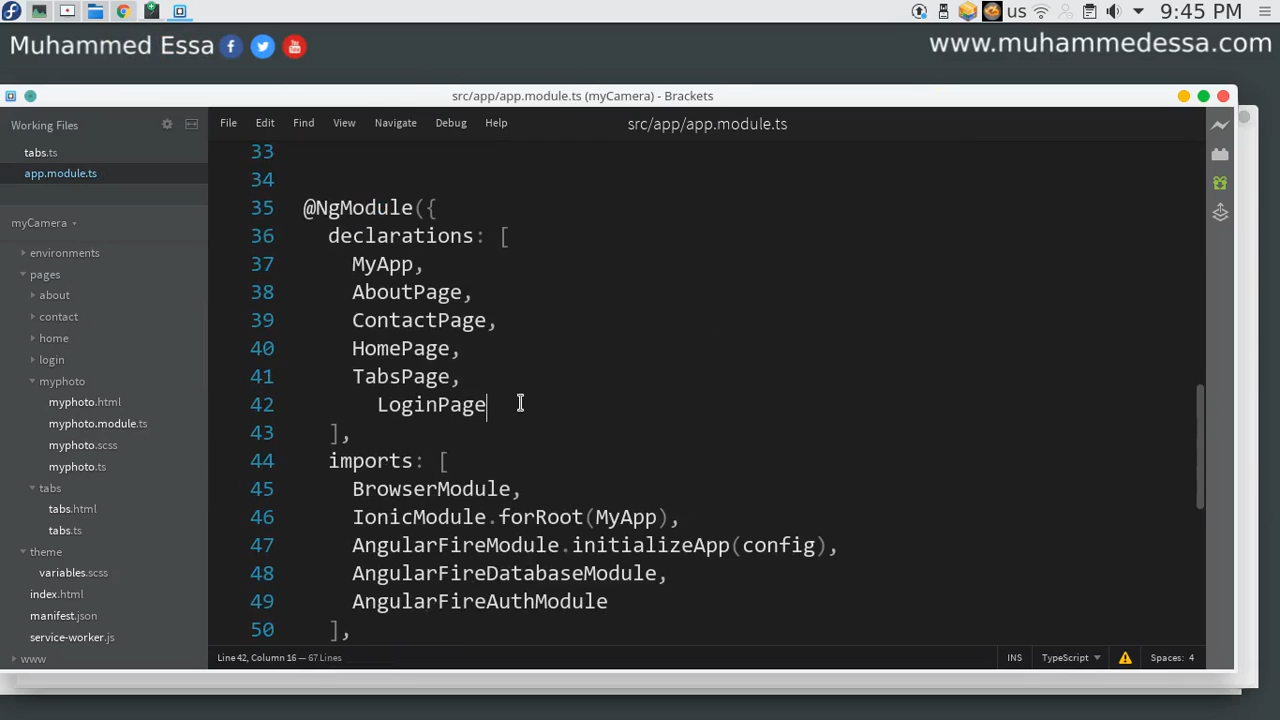 us
9:45 PM
Muhammed Essa
www.muhammedessa.com
src/app/app.module.ts (myCamera) - Brackets
Working Files
tabs.ts
app.module.ts
myCamera
environments
pages
about
contact
home
login
myphoto
myphoto.html
myphoto.module.ts
myphoto.scss
myphoto.ts
tabs
tabs.html
tabs.ts
theme
variables.scss
index.html
manifest.json
service-worker.js
www
File Edit Find View Navigate Debug Help
src/app/app.module.ts
33
34
35 @NgModule({
36 declarations: [
37 MyApp,
38 AboutPage,
39 ContactPage,
40 HomePage,
41 TabsPage,
42 LoginPage
43 ],
44 imports: [
45 BrowserModule,
46 IonicModule.forRoot(MyApp),
47 AngularFireModule.initializeApp(config),
48 AngularFireDatabaseModule,
49 AngularFireAuthModule
50 ],
Line 42, Column 16 — 67 Lines
INS
TypeScript
Spaces: 4